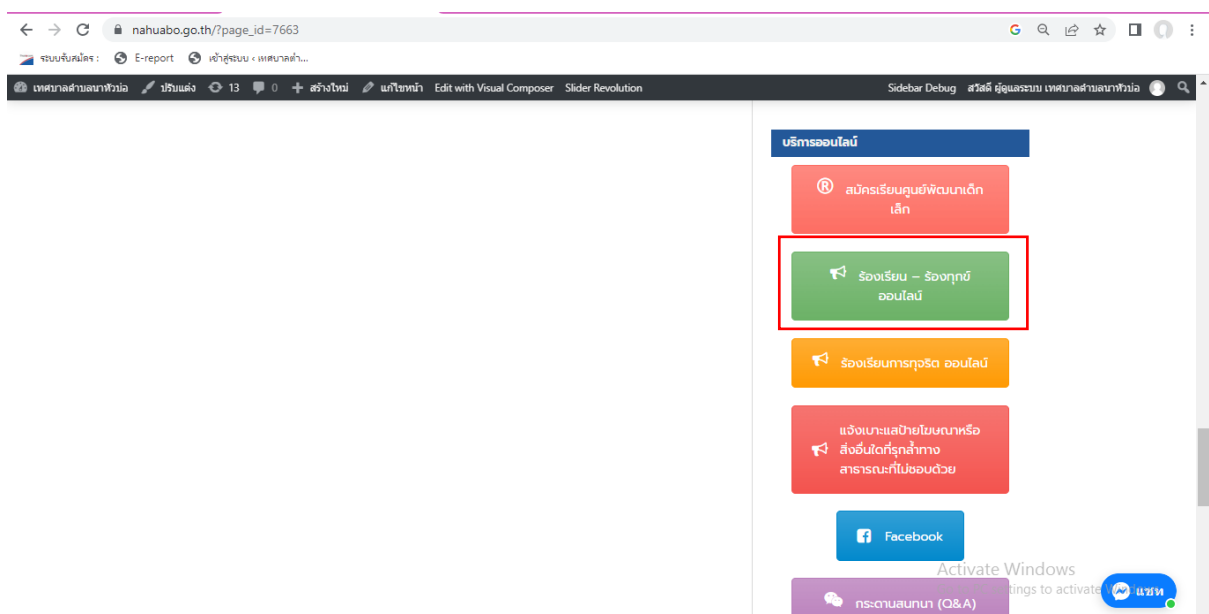 nahuabo.go.th/?page_id=7663
ระบบรับสมัคร :
E-report
เข้าสู่ระบบ ‹ เทศบาลตำ...
เทศบาลตำบลนาหัวบ่อ ปรับแต่ง 13 0 + สร้างใหม่ แก้ไขหน้า Edit with Visual Composer Slider Revolution Sidebar Debug สวัสดี ผู้ดูแลระบบ เทศบาลตำบลนาหัวบ่อ
บริการออนไลน์
® สมัครเรียนศูนย์พัฒนาเด็ก
เล็ก
ร้องเรียน – ร้องทุกข์
ออนไลน์
ร้องเรียนการทุจริต ออนไลน์
แจ้งเบาะแสป้ายโฆษณาหรือ
สิ่งอื่นใดที่รุกล้ำทาง
สาธารณะที่ไม่ชอบด้วย
Facebook
Activate Windows
tings to activate
แชท
กระดานสนทนา (Q&A)